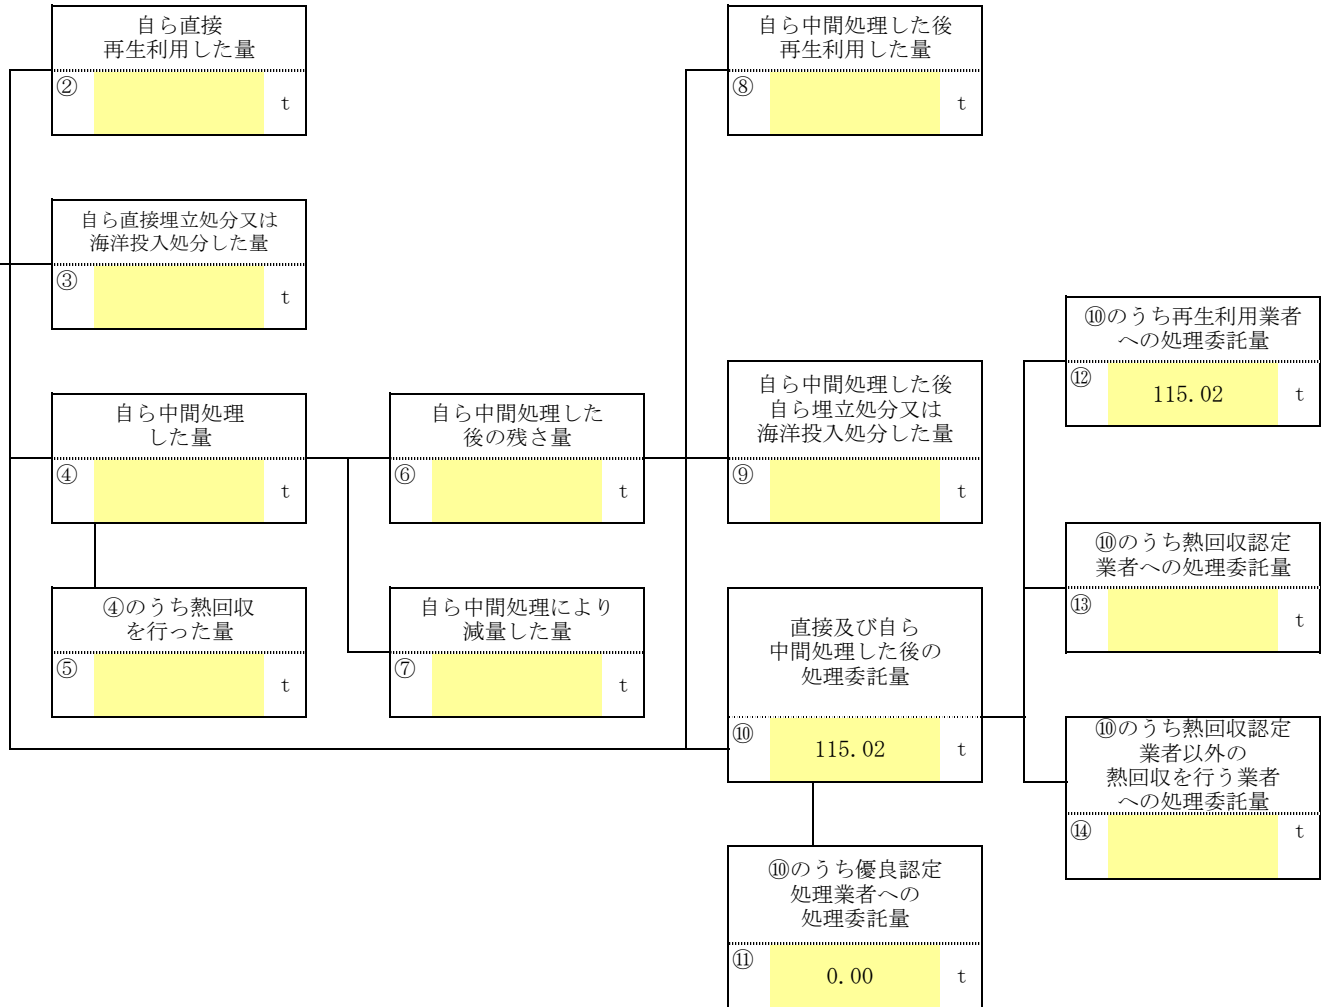 自ら直接
再生利用した量
②
t
自ら直接埋立処分又は
海洋投入処分した量
③
t
自ら中間処理
した量
④
t
④のうち熱回収
を行った量
⑤
t
自ら中間処理した
後の残さ量
⑥
t
自ら中間処理により
減量した量
⑦
t
自ら中間処理した後
再生利用した量
⑧
t
自ら中間処理した後
自ら埋立処分又は
海洋投入処分した量
⑨
t
直接及び自ら
中間処理した後の
処理委託量
⑩ 115.02 t
⑩のうち優良認定
処理業者への
処理委託量
⑪ 0.00 t
⑩のうち再生利用業者
への処理委託量
⑫ 115.02 t
⑩のうち熱回収認定
業者への処理委託量
⑬
t
⑩のうち熱回収認定
業者以外の
熱回収を行う業者
への処理委託量
⑭
t